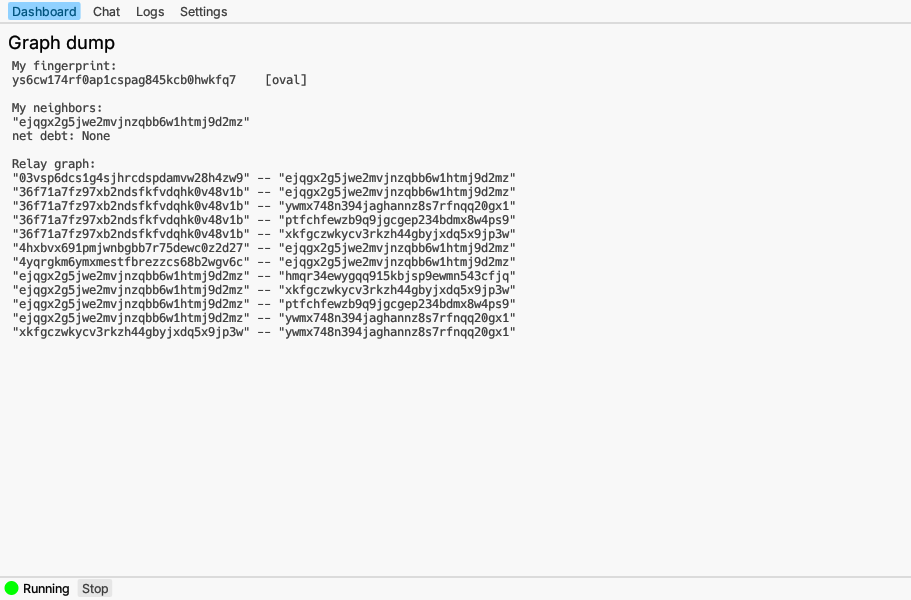 Dashboard Chat Logs Settings
Graph dump
My fingerprint:
ys6cw174rf0ap1cspag845kcb0hwkfq7    [oval]
My neighbors:
"ejqgx2g5jwe2mvjnzqbb6w1htmj9d2mz"
net debt: None
Relay graph:
"03vsp6dcs1g4sjhrcdspdamvw28h4zw9" -- "ejqgx2g5jwe2mvjnzqbb6w1htmj9d2mz"
"36f71a7fz97xb2ndsfkfvdqhk0v48v1b" -- "ejqgx2g5jwe2mvjnzqbb6w1htmj9d2mz"
"36f71a7fz97xb2ndsfkfvdqhk0v48v1b" -- "ywmx748n394jaghannz8s7rfnqq20gx1"
"36f71a7fz97xb2ndsfkfvdqhk0v48v1b" -- "ptfchfewzb9q9jgcgep234bdmx8w4ps9"
"36f71a7fz97xb2ndsfkfvdqhk0v48v1b" -- "xkfgczwkycv3rkzh44gbyjxdq5x9jp3w"
"4hxbvx691pmjwnbgbb7r75dewc0z2d27" -- "ejqgx2g5jwe2mvjnzqbb6w1htmj9d2mz"
"4yqrgkm6ymxmestfbrezzcs68b2wgv6c" -- "ejqgx2g5jwe2mvjnzqbb6w1htmj9d2mz"
"ejqgx2g5jwe2mvjnzqbb6w1htmj9d2mz" -- "hmqr34ewygqq915kbjsp9ewmn543cfjq"
"ejqgx2g5jwe2mvjnzqbb6w1htmj9d2mz" -- "xkfgczwkycv3rkzh44gbyjxdq5x9jp3w"
"ejqgx2g5jwe2mvjnzqbb6w1htmj9d2mz" -- "ptfchfewzb9q9jgcgep234bdmx8w4ps9"
"ejqgx2g5jwe2mvjnzqbb6w1htmj9d2mz" -- "ywmx748n394jaghannz8s7rfnqq20gx1"
"xkfgczwkycv3rkzh44gbyjxdq5x9jp3w" -- "ywmx748n394jaghannz8s7rfnqq20gx1"
Running Stop